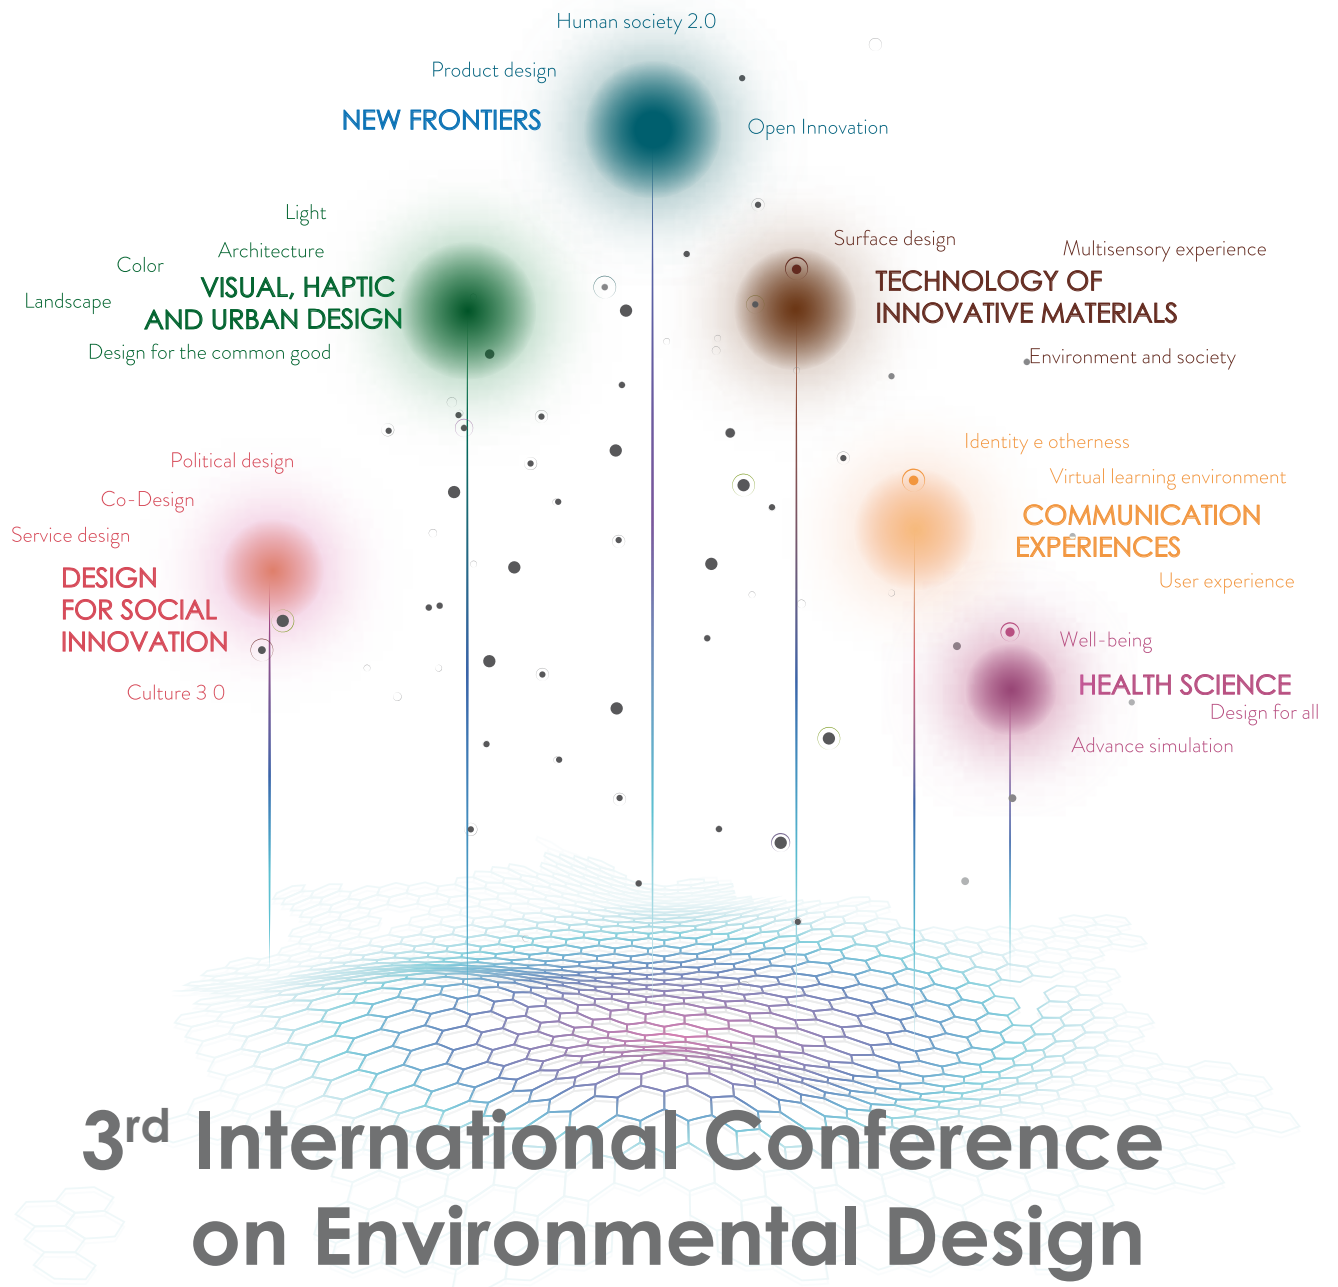 Human society 2.0
Product design
NEW FRONTIERS
Open Innovation
Light
Architecture
Color
VISUAL, HAPTIC
Landscape
AND URBAN DESIGN
Design for the common good
Surface design
Multisensory experience
TECHNOLOGY OF
INNOVATIVE MATERIALS
Environment and society
Political design
Co-Design
Service design
DESIGN
FOR SOCIAL
INNOVATION
Culture 3 0
Identity e otherness
Virtual learning environment
COMMUNICATION
EXPERIENCES
User experience
Well-being
HEALTH SCIENCE
Design for all
Advance simulation
3rd International Conference
on Environmental Design